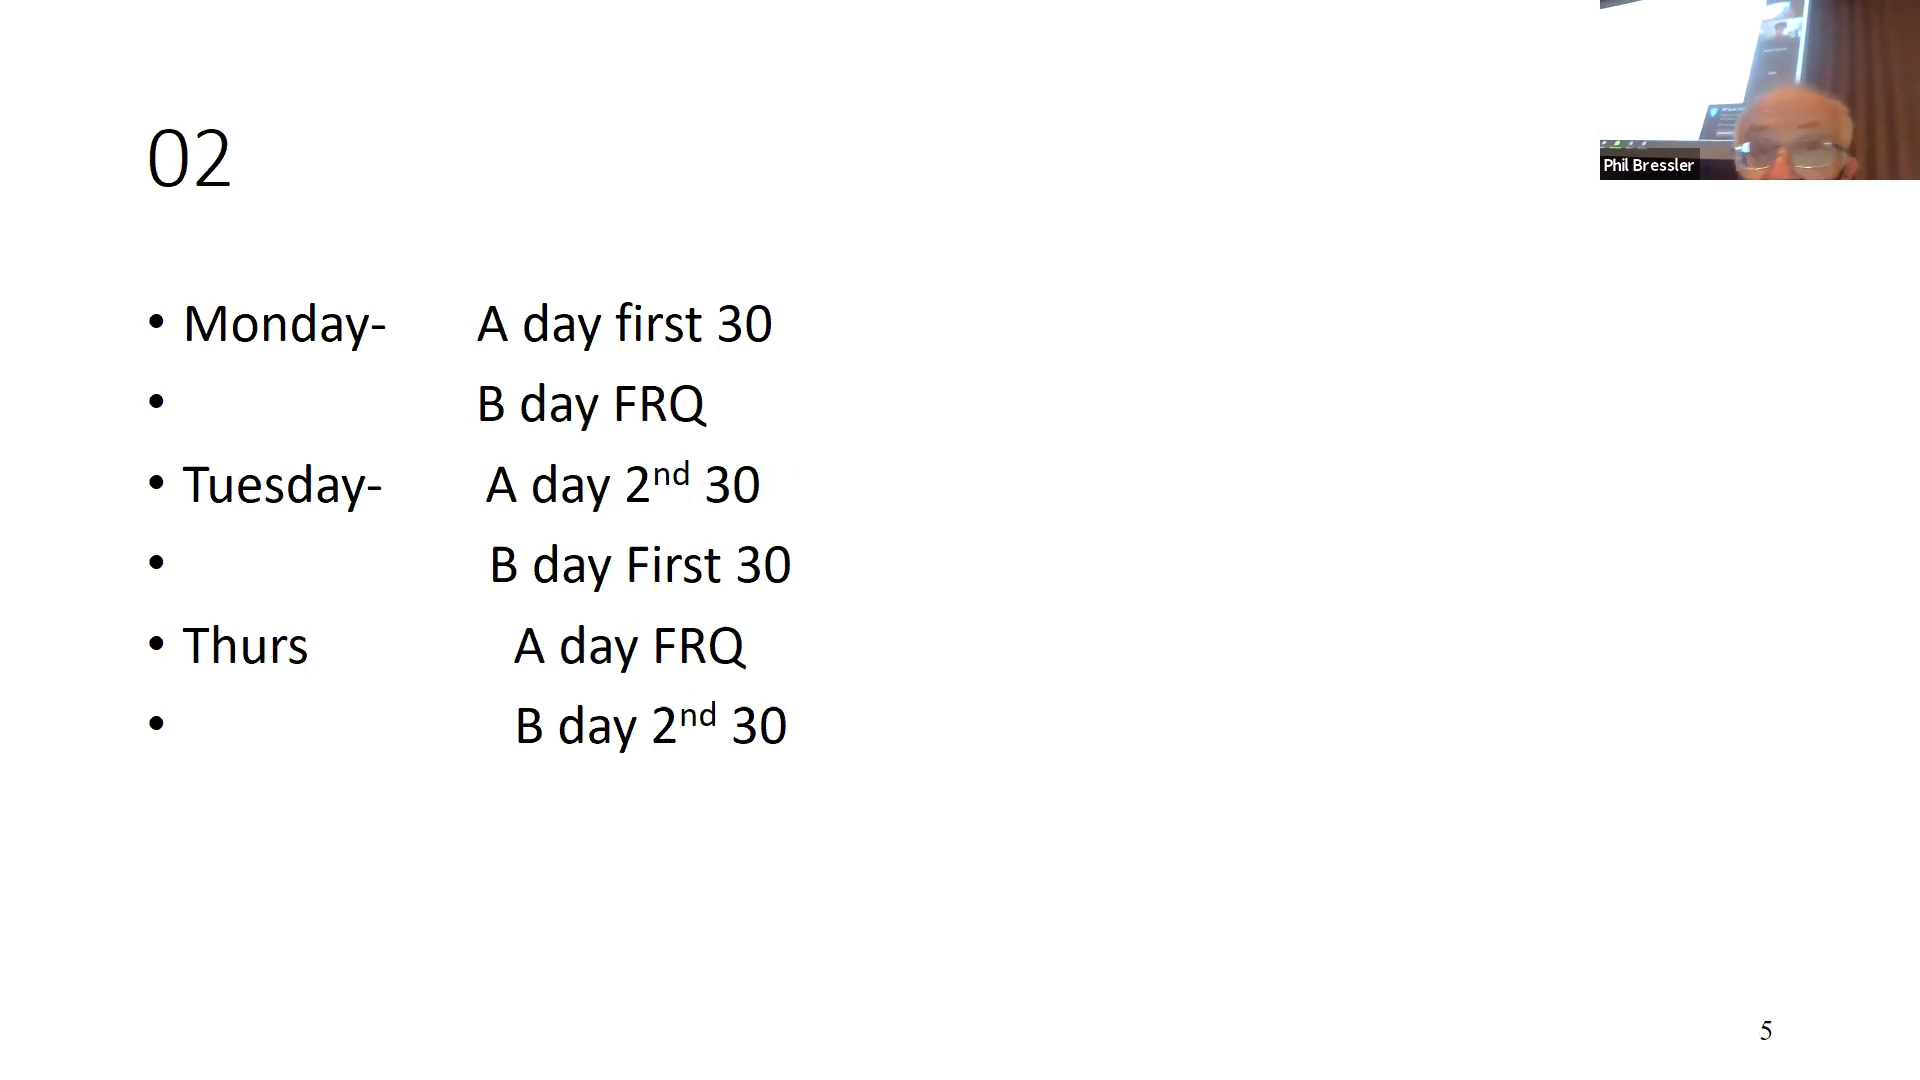 Phil Bressler
02
• Monday- A day first 30
• B day FRQ
• Tuesday- A day 2nd 30
• B day First 30
• Thurs A day FRQ
• B day 2nd 30
5